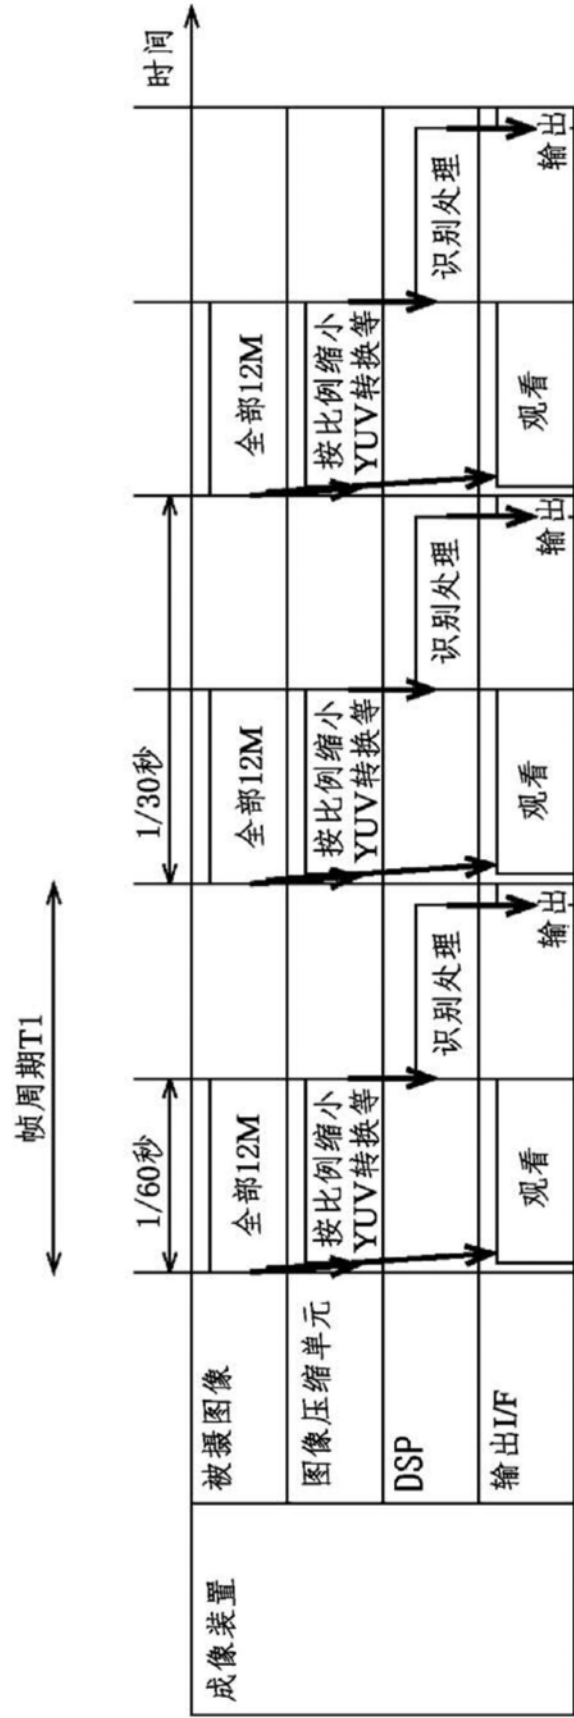 帧周期T1
1/60秒
1/30秒
时间
成像装置
被摄图像
全部12M
全部12M
全部12M
图像压缩单元
按比例缩小
YUV转换等
按比例缩小
YUV转换等
按比例缩小
YUV转换等
DSP
识别处理
识别处理
识别处理
输出I/F
观看
输出
观看
输出
观看
输出